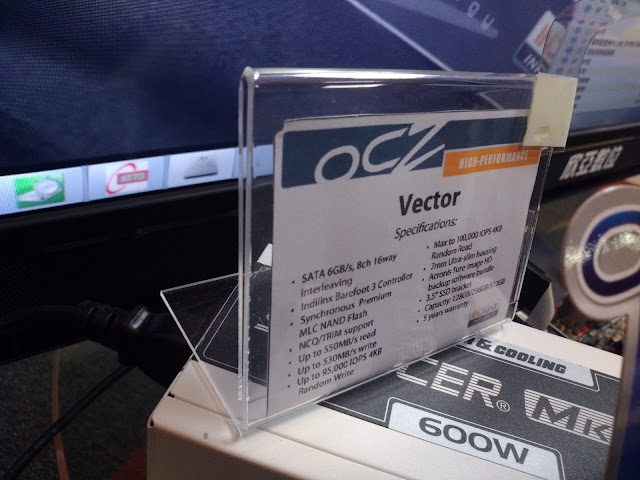 OCZ
HIGH-PERFORMANCE
Vector
Specifications:
• SATA 6GB/s, 8ch 16way
interleaving
• Indilinx Barefoot 3 Controller
• Synchronous Premium
MLC NAND Flash
• NCQ/TRIM support
• Up to 550MB/s read
• Up to 530MB/s write
• Up to 95,000 IOPS 4KB
Random Write
• Max to 100,000 IOPS 4KB
Random Read
• 7mm Ultra-slim housing
• Acronis Ture image HD
backup software bundle
• 3.5" SSD bracket
• Capacity: 128GB/256GB/512GB
• 5 years warranty
& COOLING
CER® MK
600W